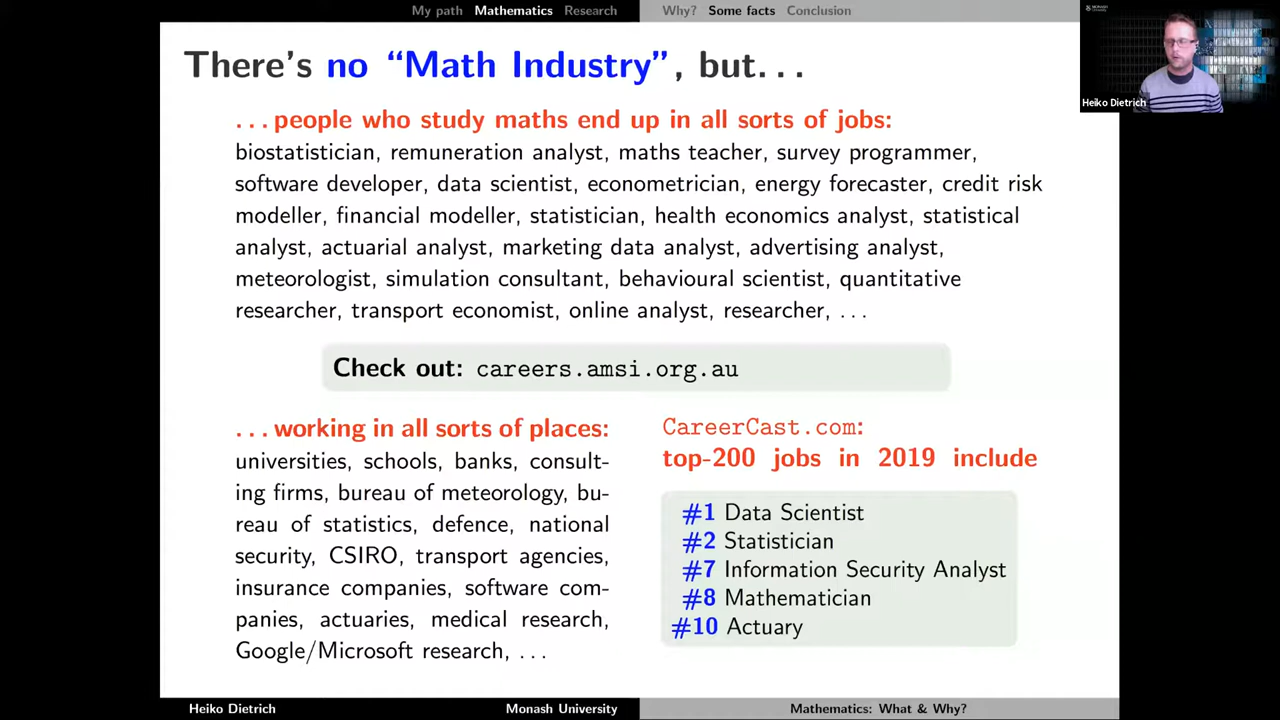 My path Mathematics Research
Why? Some facts Conclusion
MONASH
University
Heiko Dietrich
There's no “Math Industry”, but...
...people who study maths end up in all sorts of jobs:
biostatistician, remuneration analyst, maths teacher, survey programmer,
software developer, data scientist, econometrician, energy forecaster, credit risk
modeller, financial modeller, statistician, health economics analyst, statistical
analyst, actuarial analyst, marketing data analyst, advertising analyst,
meteorologist, simulation consultant, behavioural scientist, quantitative
researcher, transport economist, online analyst, researcher, ...
Check out: careers.amsi.org.au
...working in all sorts of places:
universities, schools, banks, consult-
ing firms, bureau of meteorology, bu-
reau of statistics, defence, national
security, CSIRO, transport agencies,
insurance companies, software com-
panies, actuaries, medical research,
Google/Microsoft research, ...
CareerCast.com:
top-200 jobs in 2019 include
#1 Data Scientist
#2 Statistician
#7 Information Security Analyst
#8 Mathematician
#10 Actuary
Heiko Dietrich
Monash University
Mathematics: What & Why?